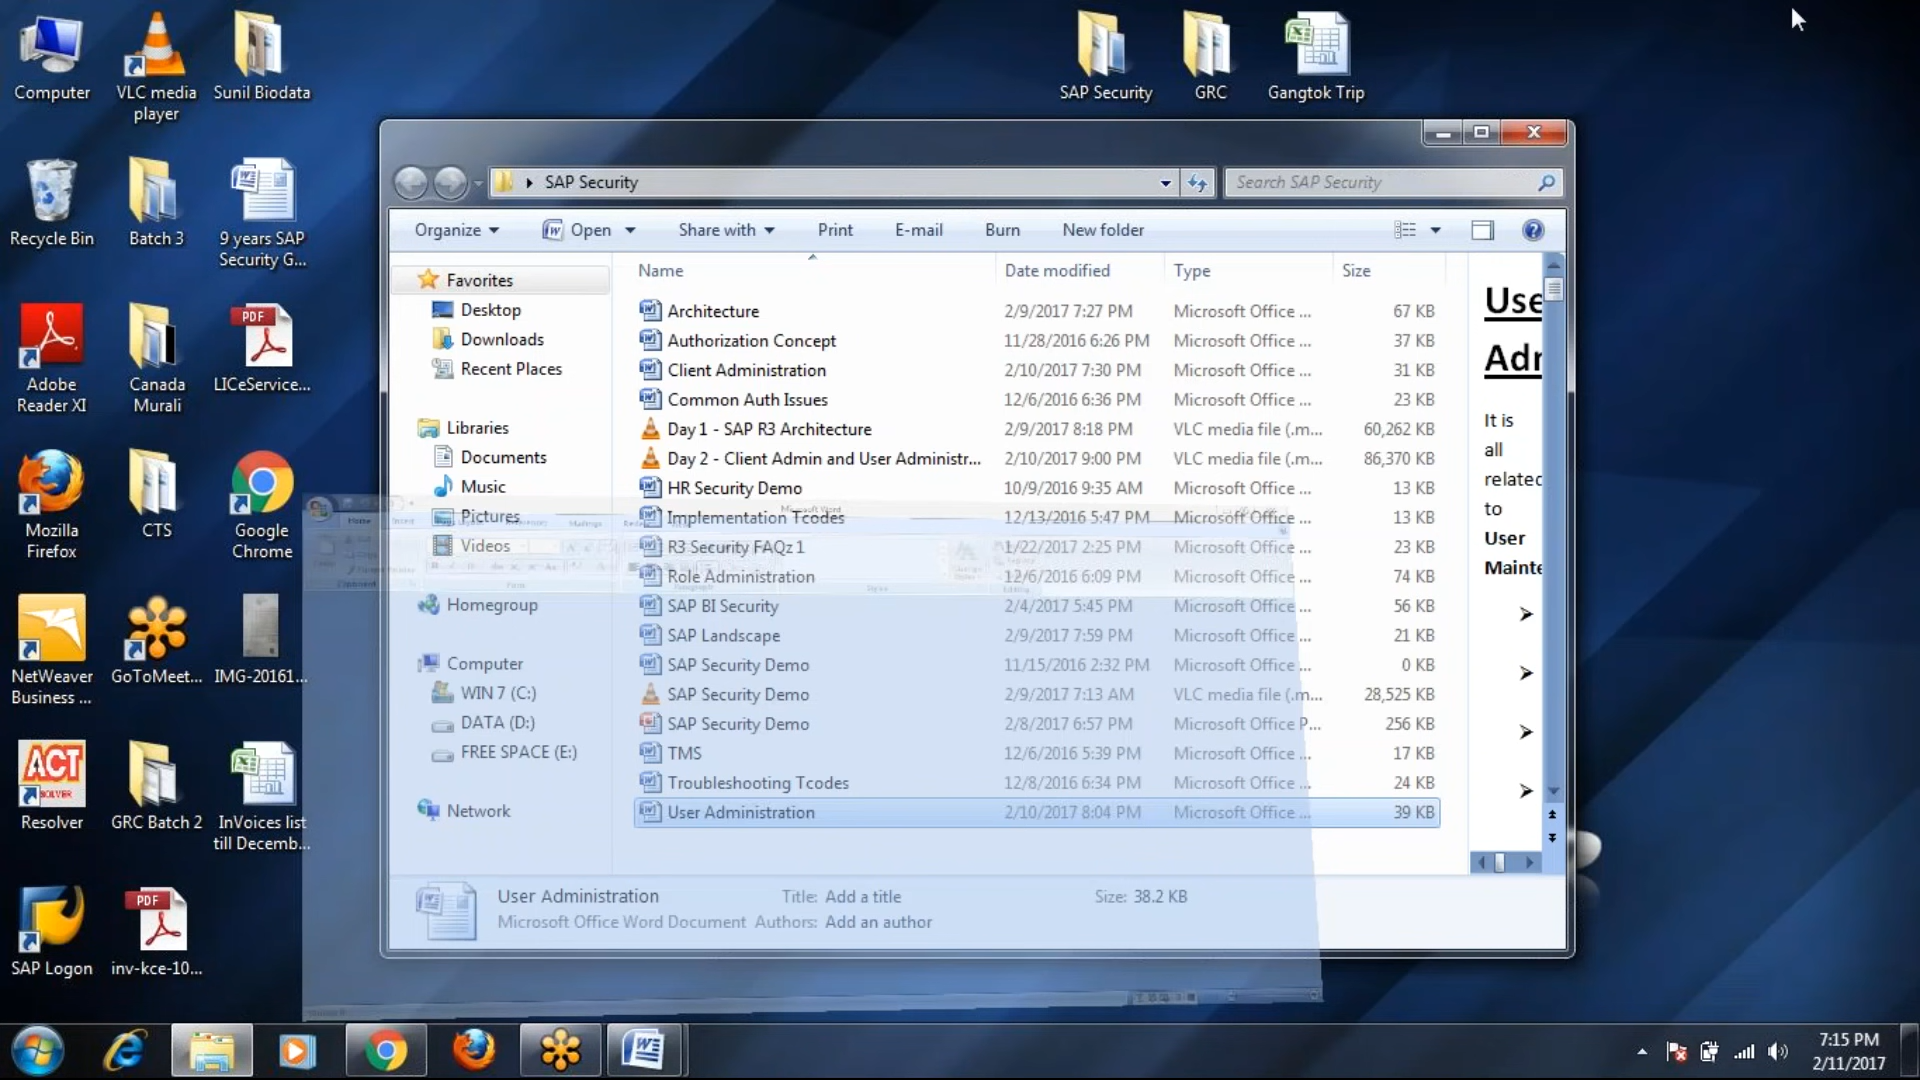 Computer
VLC media player
Sunil Biodata
SAP Security
GRC
Gangtok Trip
Recycle Bin
Batch 3
9 years SAP Security G...
Adobe Reader XI
Canada Murali
LICeService...
Mozilla Firefox
CTS
Google Chrome
NetWeaver Business ...
GoToMeet...
IMG-20161...
Resolver
GRC Batch 2
InVoices list till Decemb...
SAP Logon
inv-kce-10...
SAP Security
Search SAP Security
Organize
Open
Share with
Print
E-mail
Burn
New folder
Favorites
Desktop
Downloads
Recent Places
Libraries
Documents
Music
Pictures
Videos
Homegroup
Computer
WIN 7 (C:)
DATA (D:)
FREE SPACE (E:)
Network
Name Date modified Type Size
Architecture 2/9/2017 7:27 PM Microsoft Office ... 67 KB
Authorization Concept 11/28/2016 6:26 PM Microsoft Office ... 37 KB
Client Administration 2/10/2017 7:30 PM Microsoft Office ... 31 KB
Common Auth Issues 12/6/2016 6:36 PM Microsoft Office ... 23 KB
Day 1 - SAP R3 Architecture 2/9/2017 8:18 PM VLC media file (.m... 60,262 KB
Day 2 - Client Admin and User Administr... 2/10/2017 9:00 PM VLC media file (.m... 86,370 KB
HR Security Demo 10/9/2016 9:35 AM Microsoft Office ... 13 KB
Implementation Tcodes 12/13/2016 5:47 PM Microsoft Office ... 13 KB
R3 Security FAQz 1 1/22/2017 2:25 PM Microsoft Office ... 23 KB
Role Administration 12/6/2016 6:09 PM Microsoft Office ... 74 KB
SAP BI Security 2/4/2017 5:45 PM Microsoft Office ... 56 KB
SAP Landscape 2/9/2017 7:59 PM Microsoft Office ... 21 KB
SAP Security Demo 11/15/2016 2:32 PM Microsoft Office ... 0 KB
SAP Security Demo 2/9/2017 7:13 AM VLC media file (.m... 28,525 KB
SAP Security Demo 2/8/2017 6:57 PM Microsoft Office P... 256 KB
TMS 12/6/2016 5:39 PM Microsoft Office ... 17 KB
Troubleshooting Tcodes 12/8/2016 6:34 PM Microsoft Office ... 24 KB
User Administration 2/10/2017 8:04 PM Microsoft Office ... 39 KB
Use
Adr
It is
all
related
to
User
Mainte
User Administration Title: Add a title Size: 38.2 KB
Microsoft Office Word Document Authors: Add an author
7:15 PM
2/11/2017
PDF
PDF
ACT
Microsoft Word